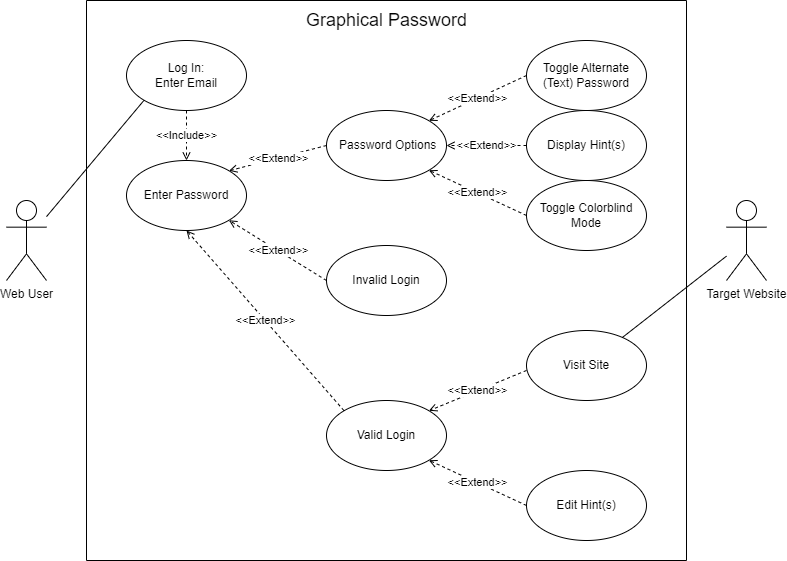 Graphical Password
Log In:
Enter Email
Toggle Alternate
(Text) Password
<<Extend>>
<<Include>>
Password Options
<<Extend>>
Display Hint(s)
<<Extend>>
Enter Password
<<Extend>>
Toggle Colorblind
Mode
<<Extend>>
Invalid Login
Web User
Target Website
<<Extend>>
Visit Site
<<Extend>>
Valid Login
<<Extend>>
Edit Hint(s)